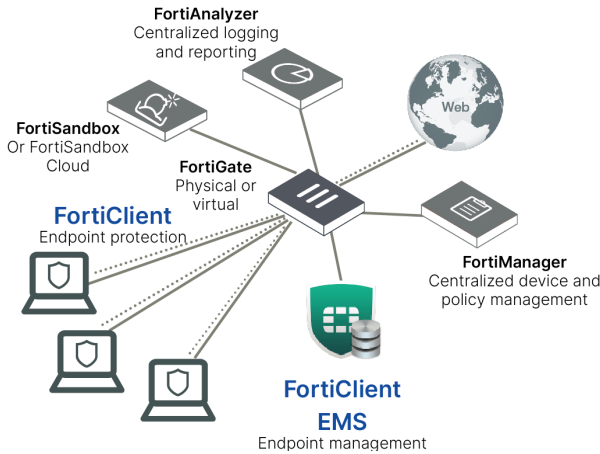 FortiAnalyzer
Centralized logging
and reporting
Web
FortiSandbox
Or FortiSandbox
Cloud
FortiGate
Physical or
virtual
FortiClient
Endpoint protection
FortiManager
Centralized device and
policy management
FortiClient
EMS
Endpoint management